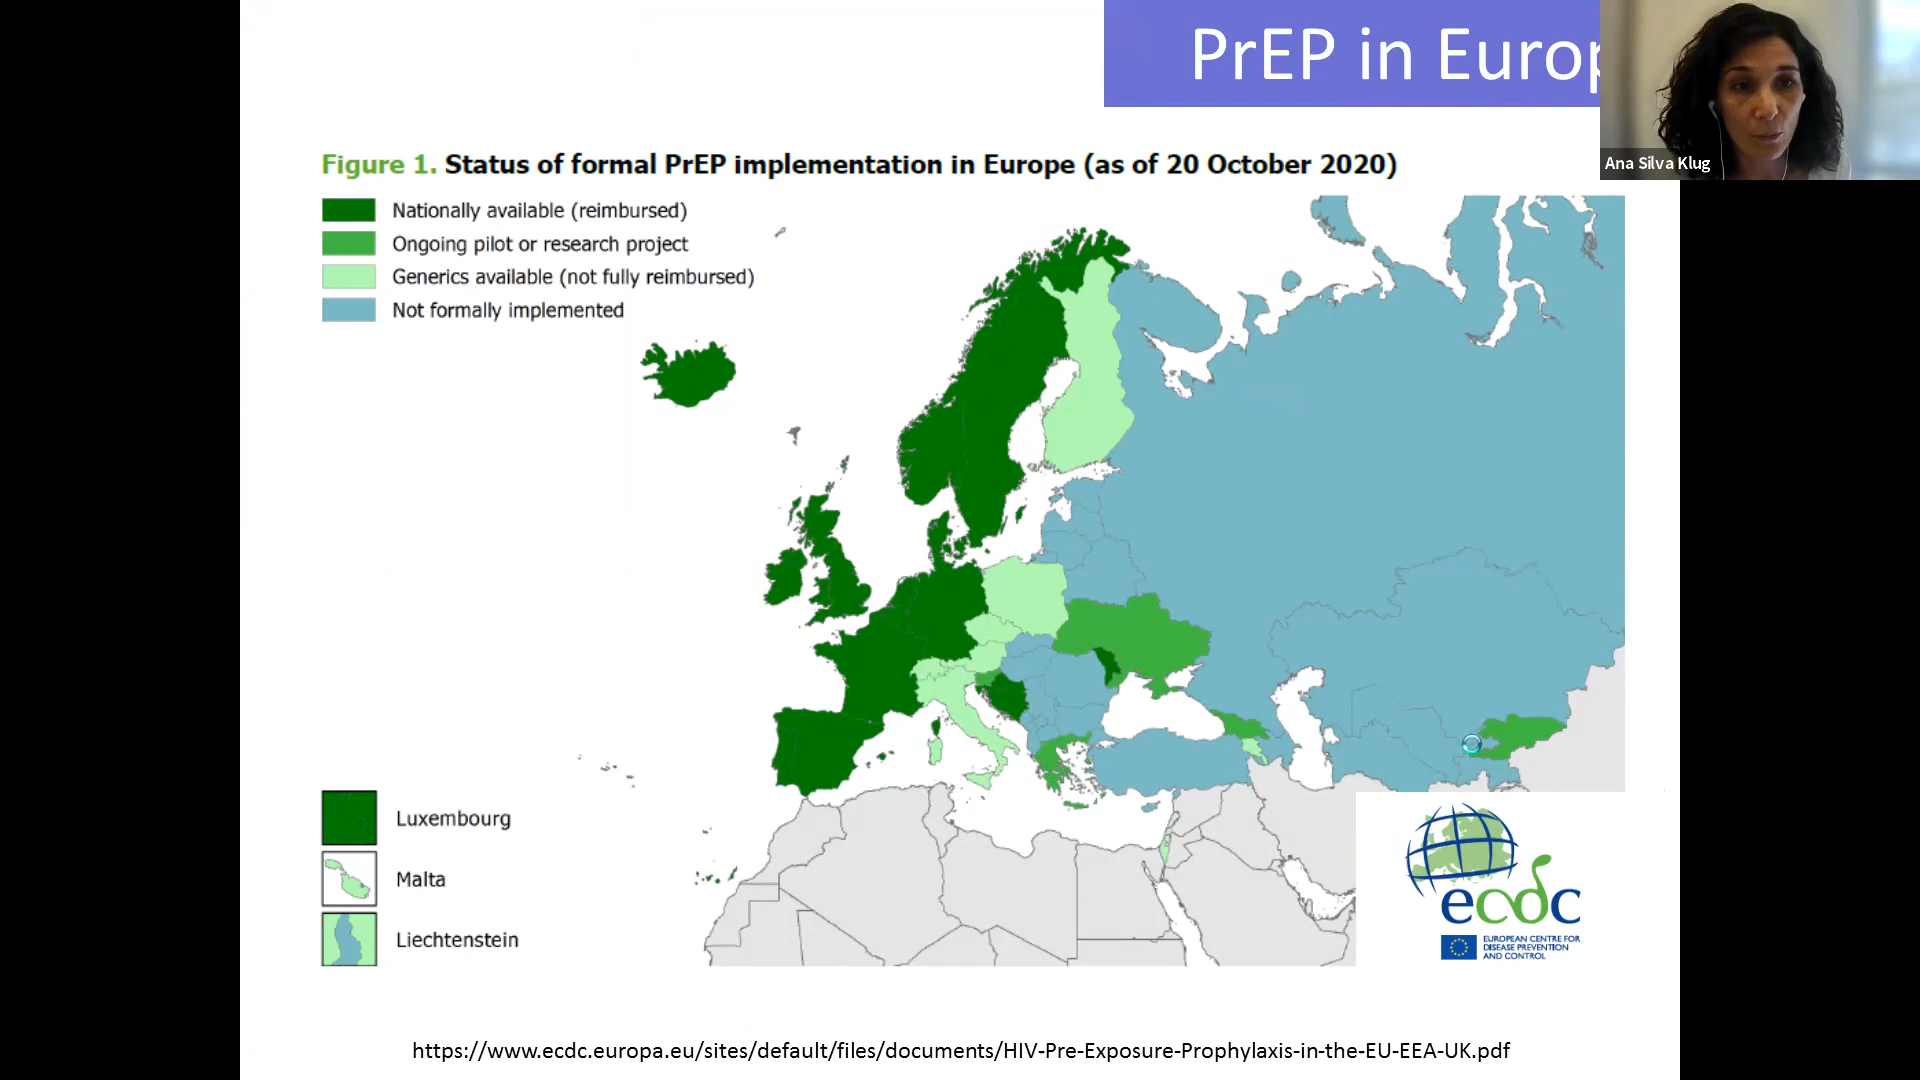 PrEP in Europ
Ana Silva Klug
Figure 1. Status of formal PrEP implementation in Europe (as of 20 October 2020)
Nationally available (reimbursed)
Ongoing pilot or research project
Generics available (not fully reimbursed)
Not formally implemented
Luxembourg
Malta
Liechtenstein
ecdc
EUROPEAN CENTRE FOR
DISEASE PREVENTION
AND CONTROL
https://www.ecdc.europa.eu/sites/default/files/documents/HIV-Pre-Exposure-Prophylaxis-in-the-EU-EEA-UK.pdf